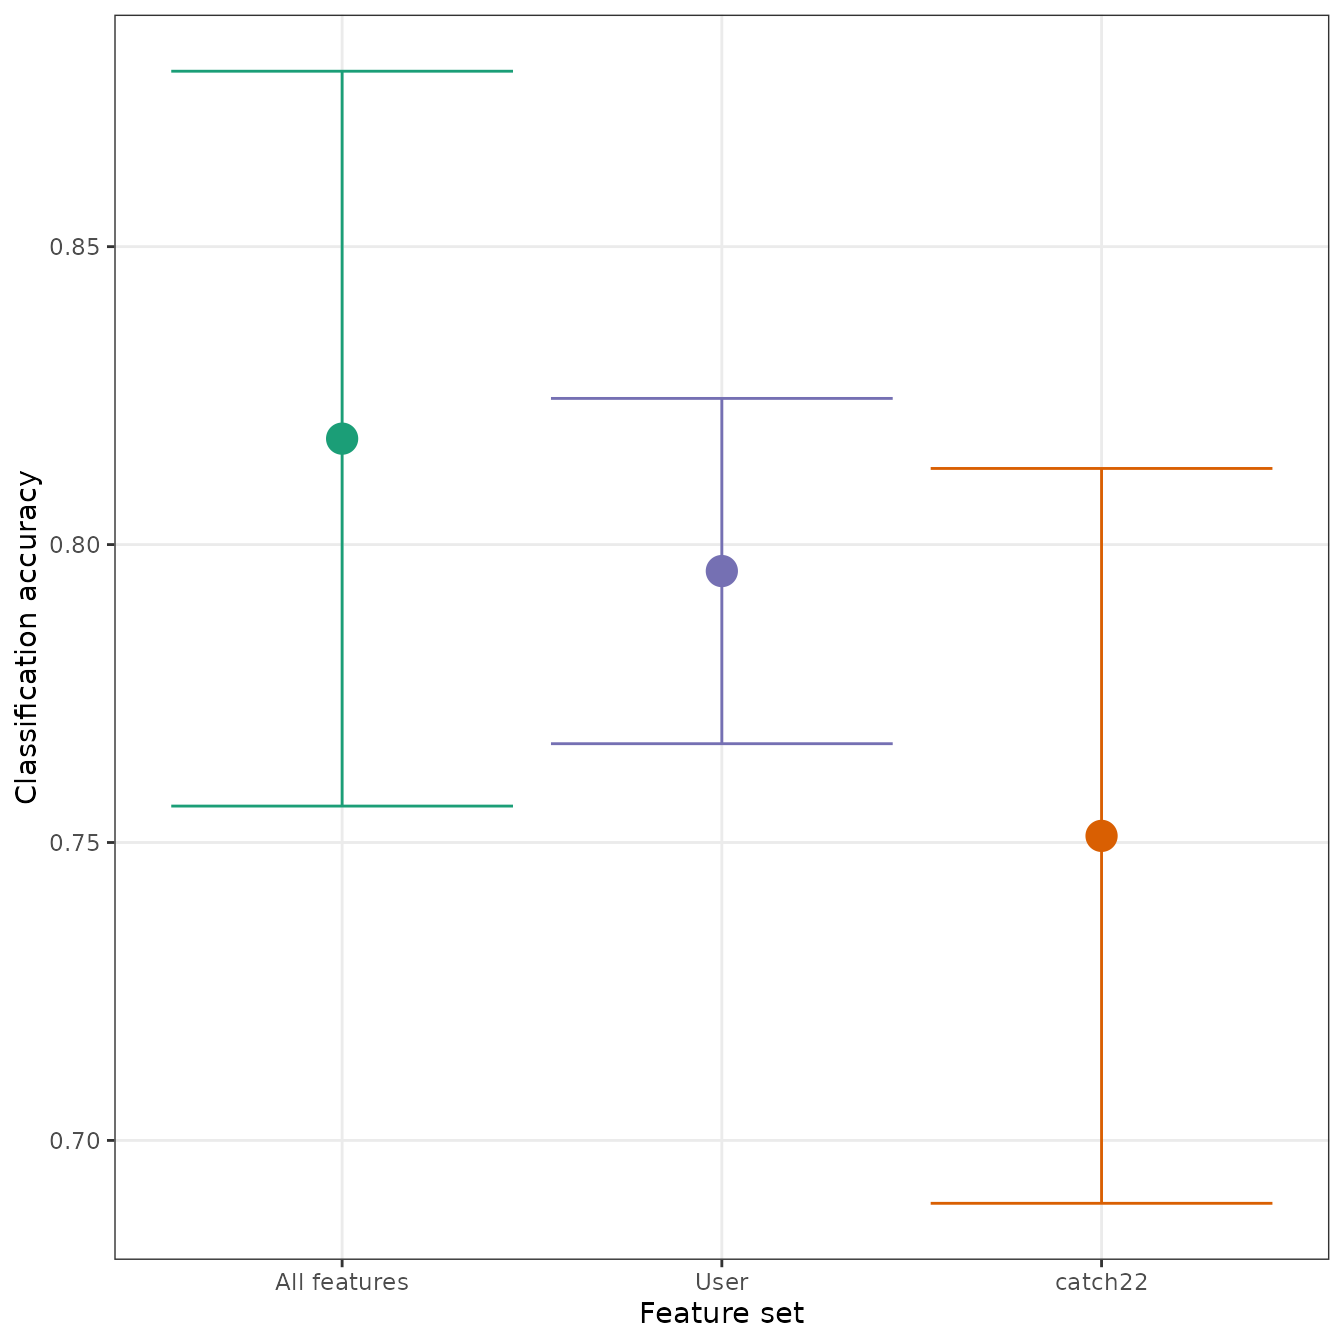 Classification accuracy
0.85
0.80
0.75
0.70
All features
User
catch22
Feature set